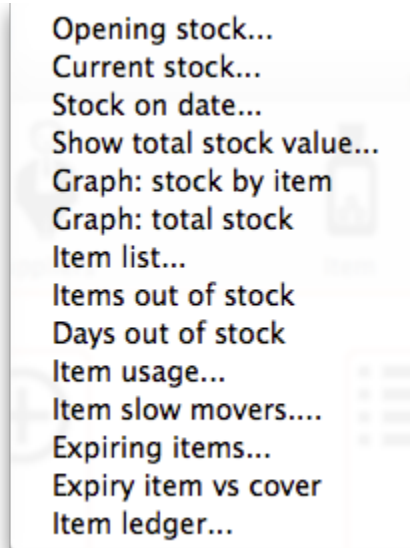 Opening stock...
Current stock...
Stock on date...
Show total stock value...
Graph: stock by item
Graph: total stock
Item list...
Items out of stock
Days out of stock
Item usage...
Item slow movers....
Expiring items...
Expiry item vs cover
Item ledger...